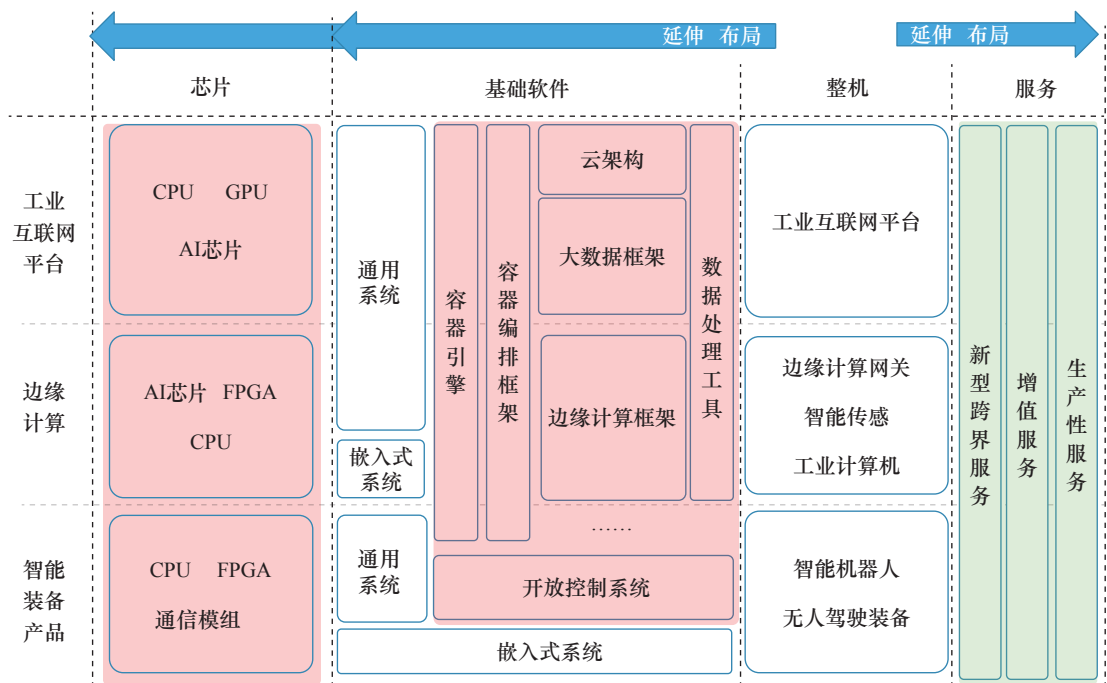 延伸 布局
延伸 布局
芯片
基础软件
整机
服务
工业
互联网
平台
CPU GPU
AI芯片
通用
系统
容器引擎
容器编排框架
云架构
大数据框架
数据处理工具
工业互联网平台
新型跨界服务
增值服务
生产性服务
边缘
计算
AI芯片 FPGA
CPU
嵌入式
系统
边缘计算框架
边缘计算网关
智能传感
工业计算机
智能
装备
产品
CPU FPGA
通信模组
通用
系统
……
开放控制系统
嵌入式系统
智能机器人
无人驾驶装备